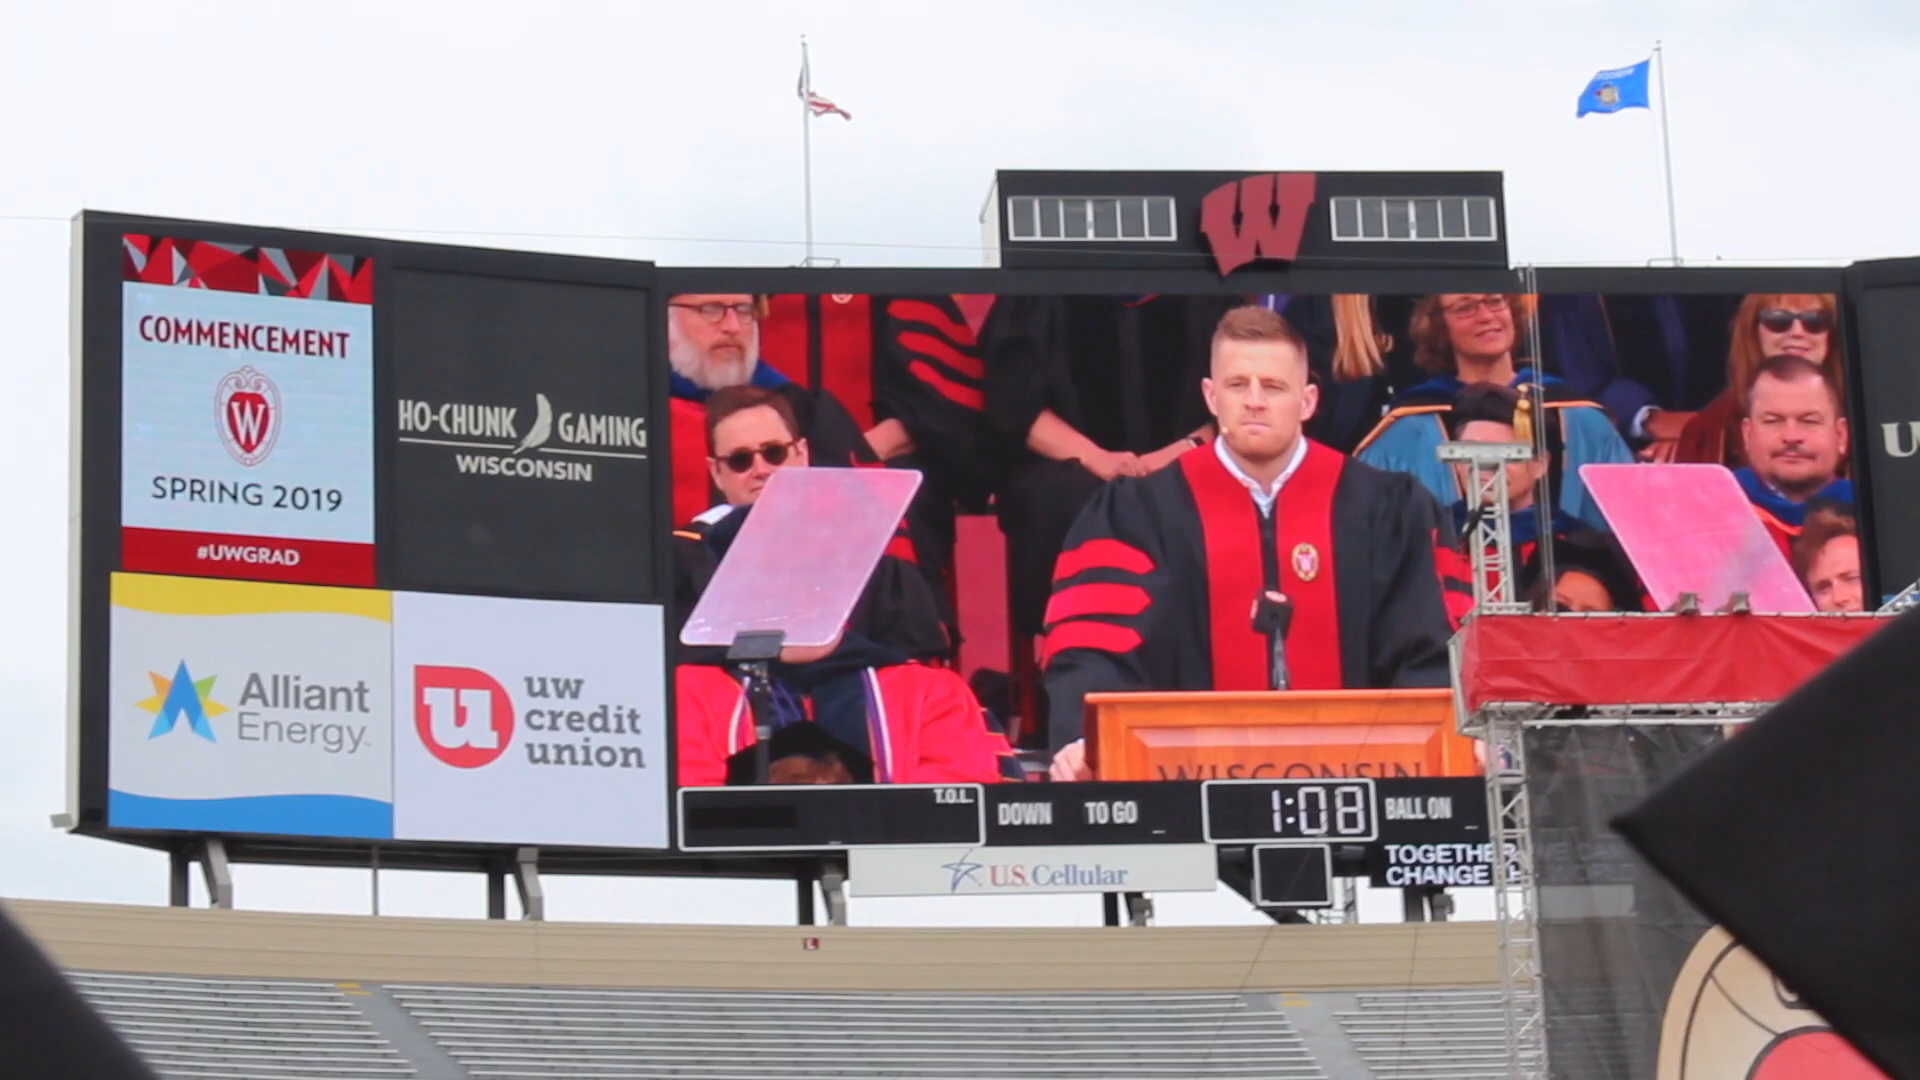 W
COMMENCEMENT
W
SPRING 2019
#UWGRAD
HO-CHUNK GAMING
WISCONSIN
Alliant
Energy
uw
credit
union
u
W
WISCONSIN
T.O.L.
DOWN TO GO
1:08
BALL ON
U.S. Cellular
TOGETHER
CHANGE
U
L